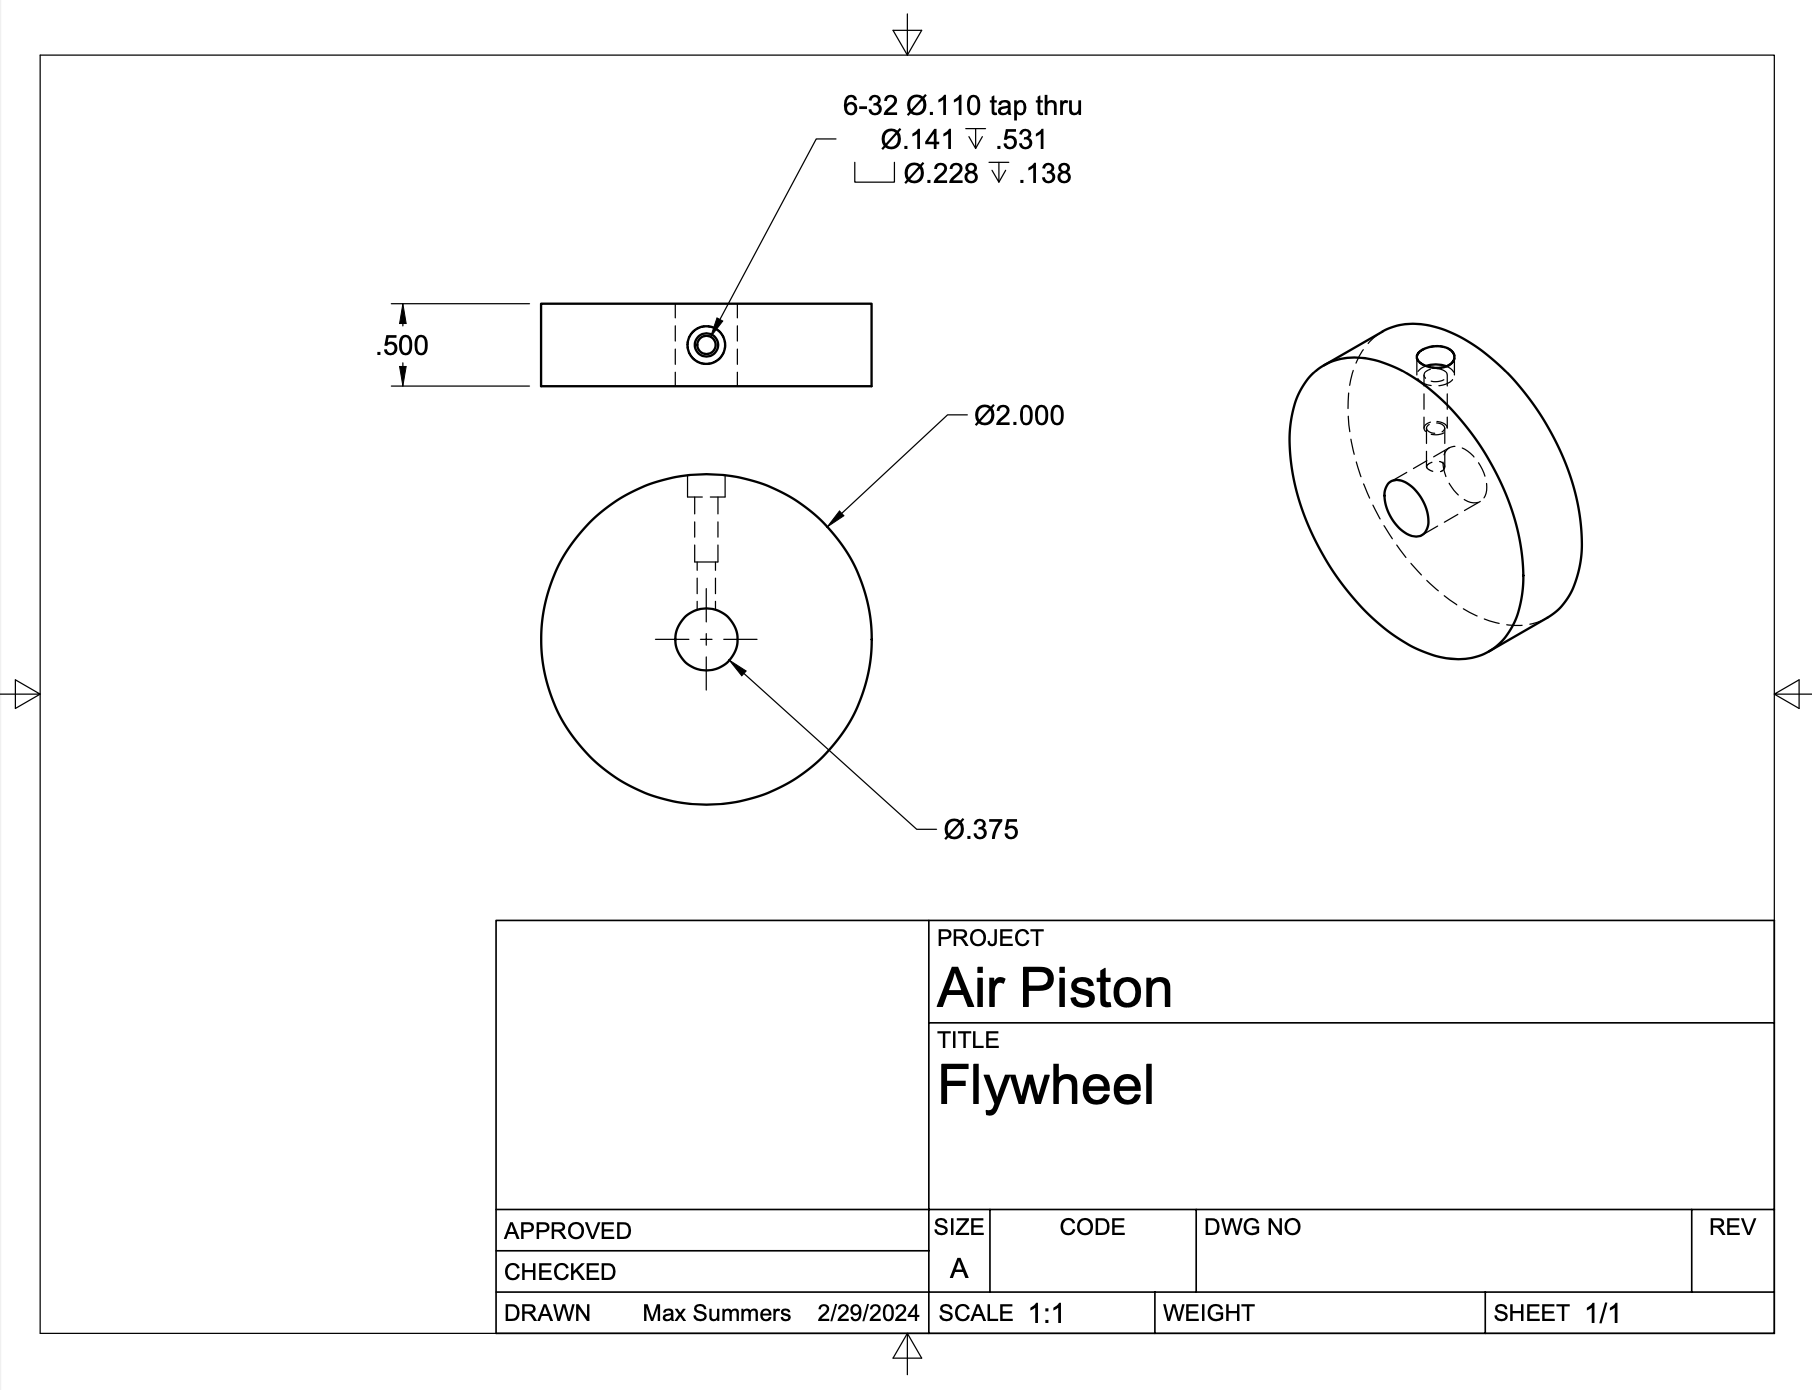 6-32 Ø.110 tap thru
Ø.141 ↧ .531
⌴ Ø.228 ↧ .138
.500
Ø2.000
Ø.375
PROJECT
Air Piston
TITLE
Flywheel
APPROVED
CHECKED
DRAWN Max Summers 2/29/2024
SIZE
A
CODE
DWG NO
REV
SCALE 1:1
WEIGHT
SHEET 1/1